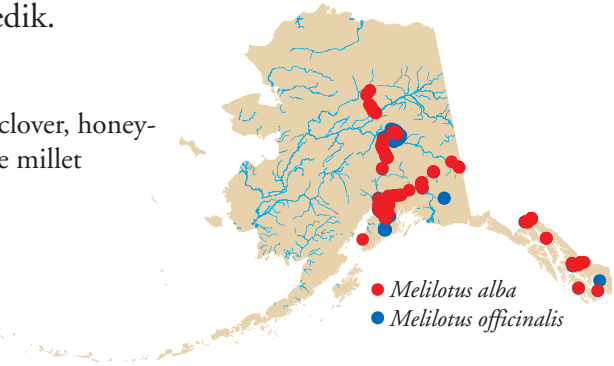 edik.
clover, honey-
e millet
Melilotus alba
Melilotus officinalis